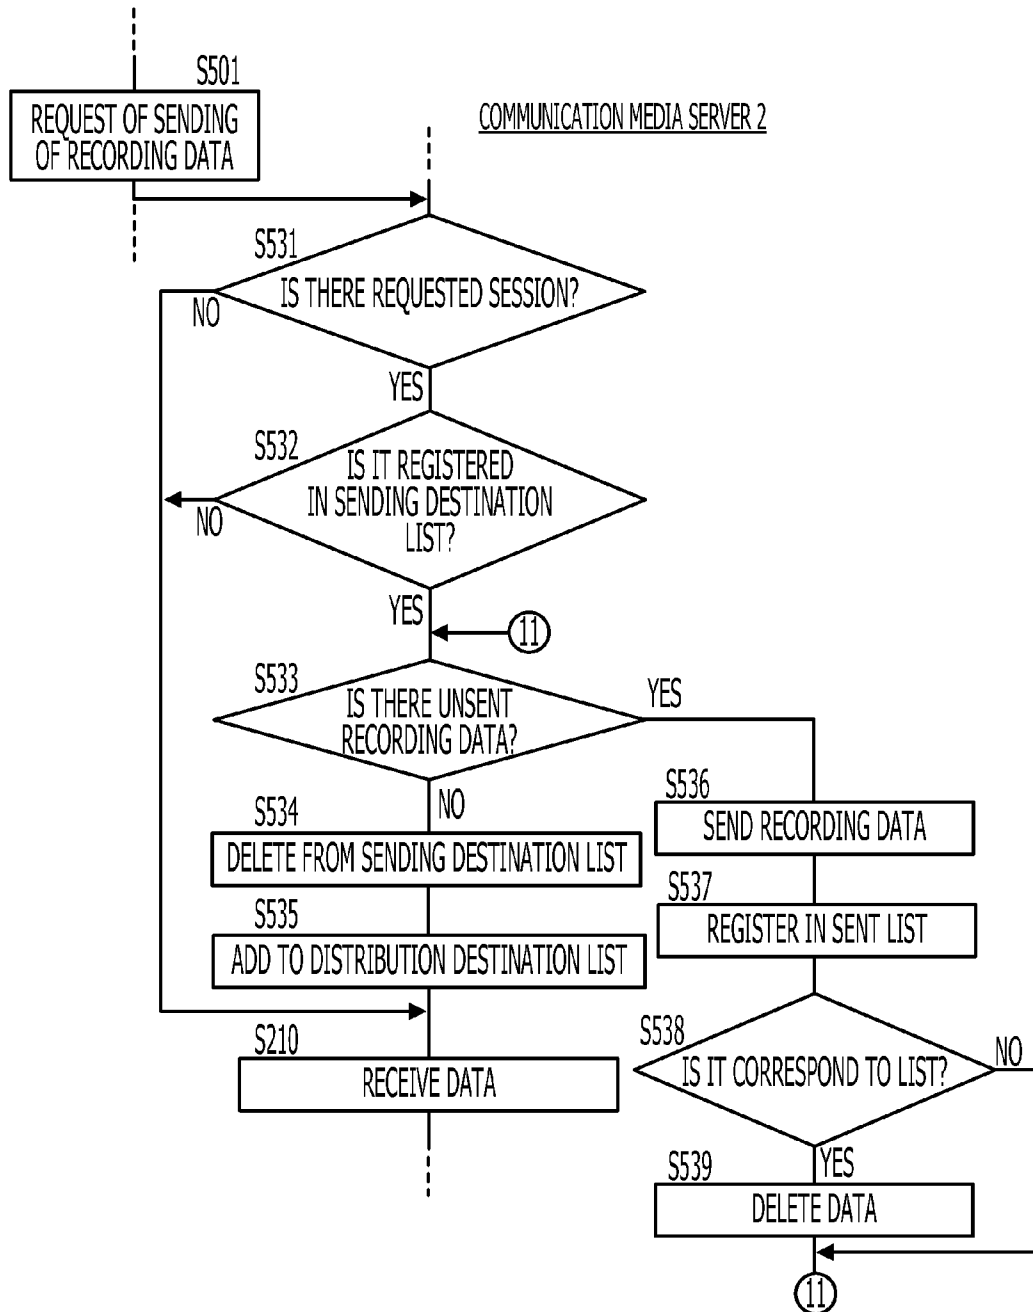 S501
REQUEST OF SENDING
OF RECORDING DATA
COMMUNICATION MEDIA SERVER 2
S531
IS THERE REQUESTED SESSION?
NO
YES
S532
IS IT REGISTERED
IN SENDING DESTINATION
LIST?
NO
YES
11
S533
IS THERE UNSENT
RECORDING DATA?
YES
NO
S534
DELETE FROM SENDING DESTINATION LIST
S535
ADD TO DISTRIBUTION DESTINATION LIST
S210
RECEIVE DATA
S536
SEND RECORDING DATA
S537
REGISTER IN SENT LIST
S538
IS IT CORRESPOND TO LIST?
NO
YES
S539
DELETE DATA
11